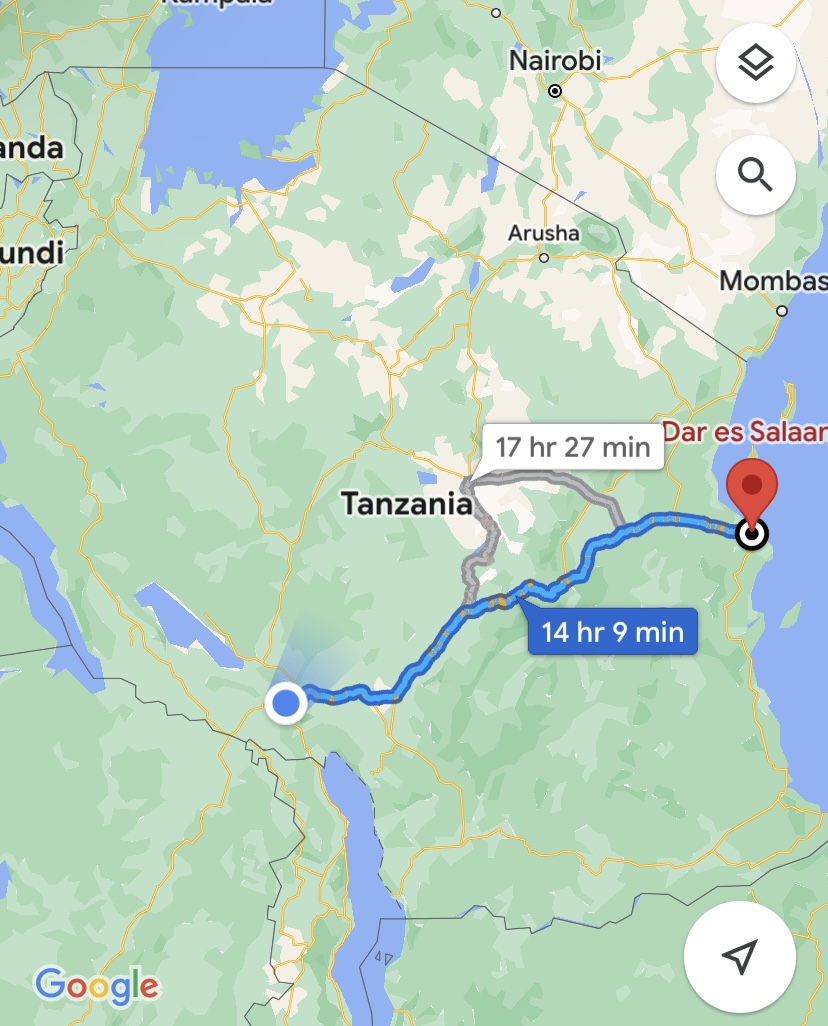 Nairobi
anda
Arusha
undi
Mombas
Dar es Salaan
17 hr 27 min
Tanzania
14 hr 9 min
Google